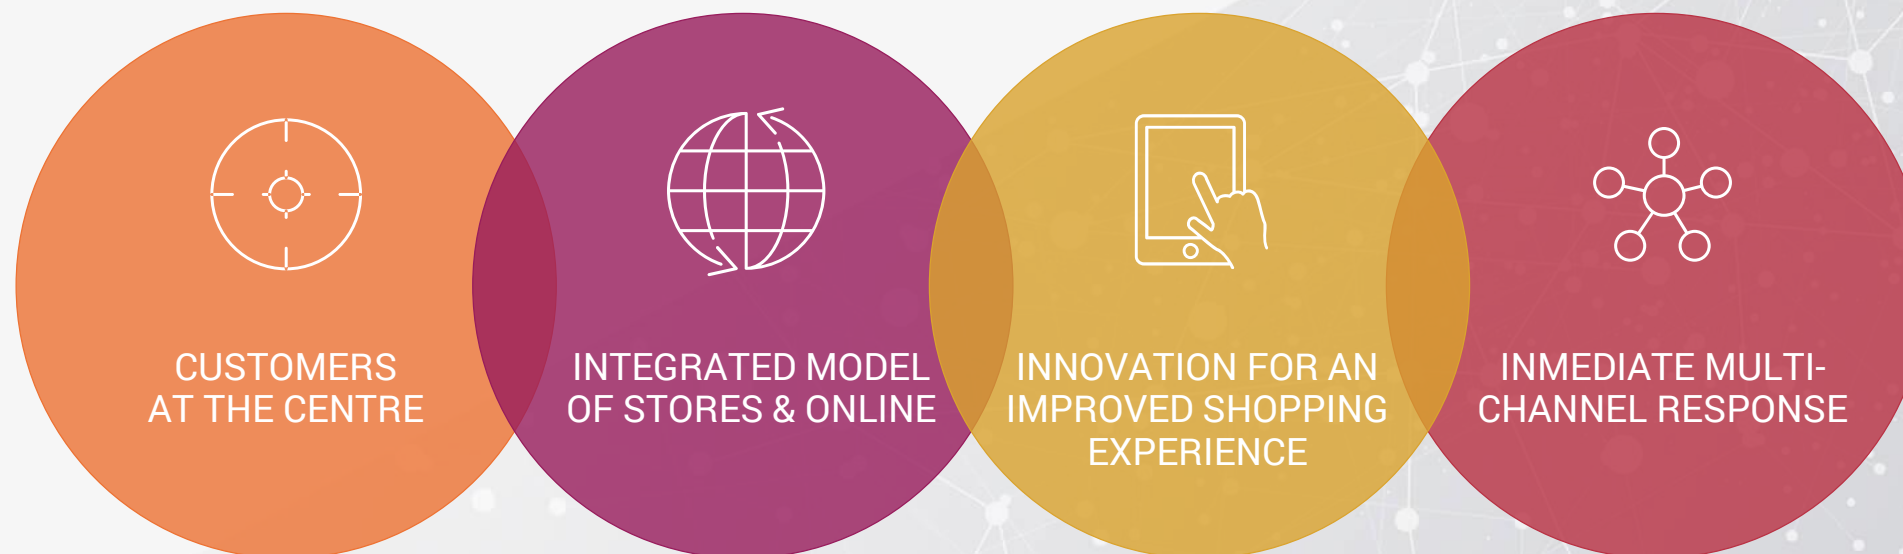 CUSTOMERS
AT THE CENTRE
INTEGRATED MODEL
OF STORES & ONLINE
INNOVATION FOR AN
IMPROVED SHOPPING
EXPERIENCE
INMEDIATE MULTI-
CHANNEL RESPONSE